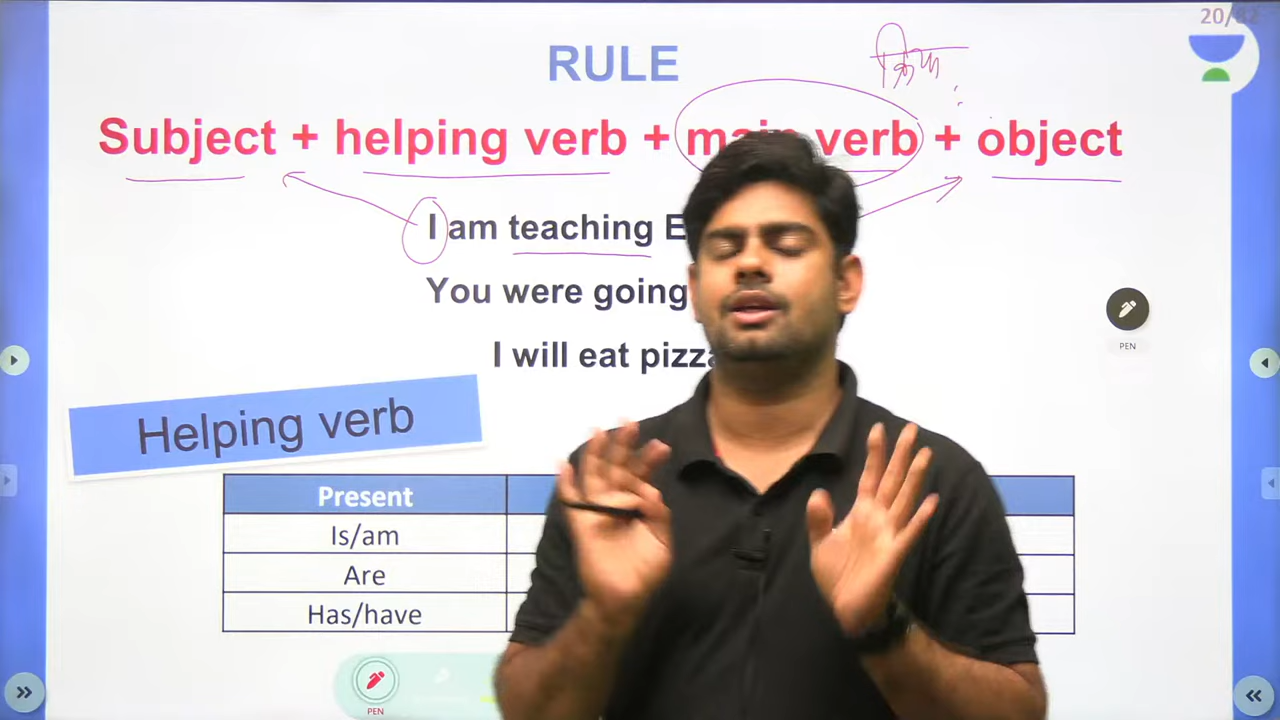 20/82
RULE
क्रिया
Subject + helping verb + main verb + object
I am teaching E
You were going
I will eat pizza
Helping verb
Present
Is/am
Are
Has/have
PEN
PEN